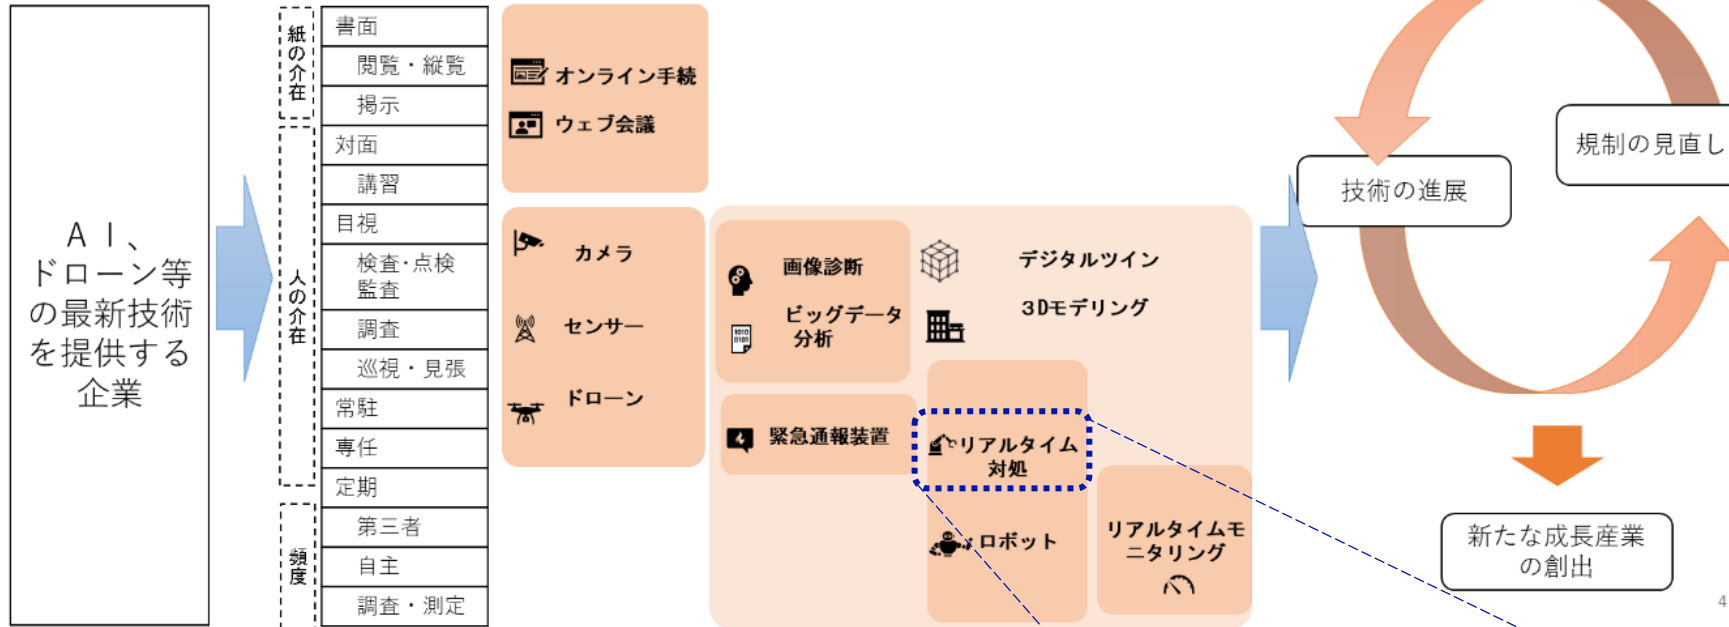 ＡＩ、
ドローン等
の最新技術
を提供する
企業
紙の介在
人の介在
頻度
書面
閲覧・縦覧
掲示
対面
講習
目視
検査･点検
監査
調査
巡視・見張
常駐
専任
定期
第三者
自主
調査・測定
オンライン手続
ウェブ会議
カメラ
センサー
ドローン
画像診断
ビッグデータ
分析
緊急通報装置
デジタルツイン
３Dモデリング
リアルタイム
対処
ロボット
リアルタイムモ
ニタリング
技術の進展
規制の見直し
新たな成長産業
の創出
4